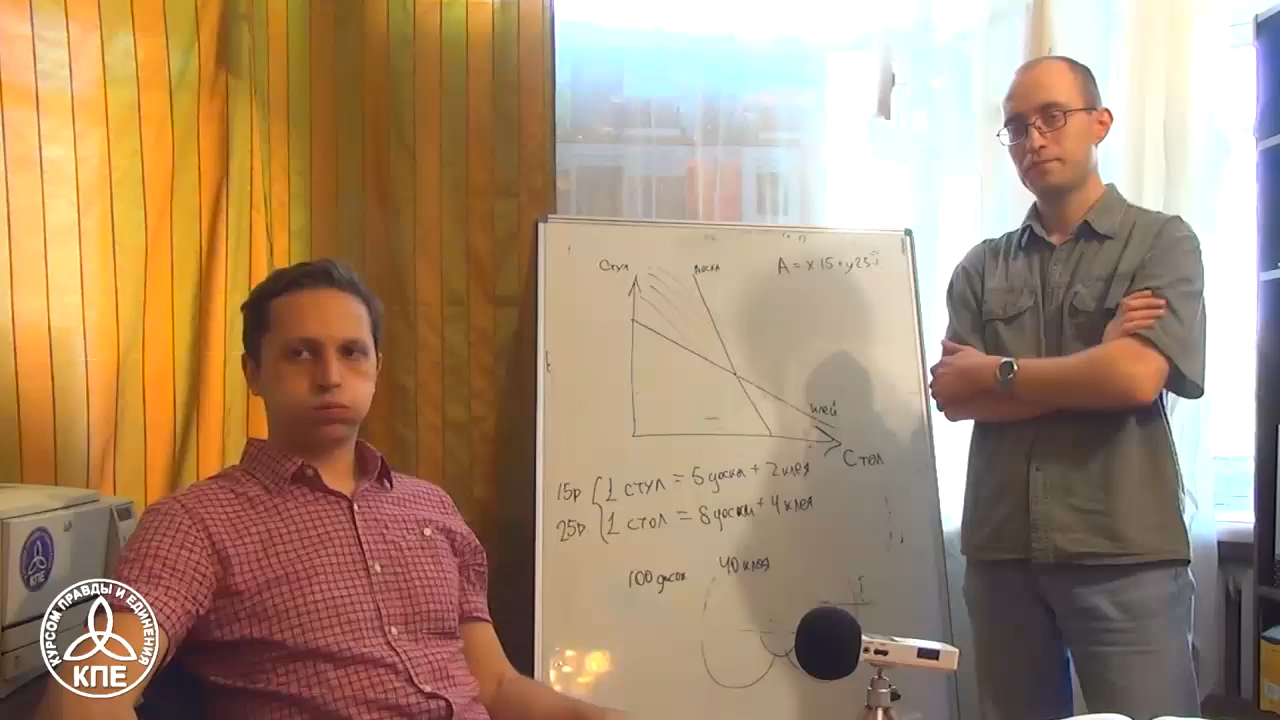 Стул
доска
A = x·15 + y25
клей
Стол
15р { 1 стул = 5 доски + 2 клея
25р { 1 стол = 8 доски + 4 клея
100 досок 40 клея
КПЕ
КУРСОМ ПРАВДЫ И ЕДИНЕНИЯ
КПЕ